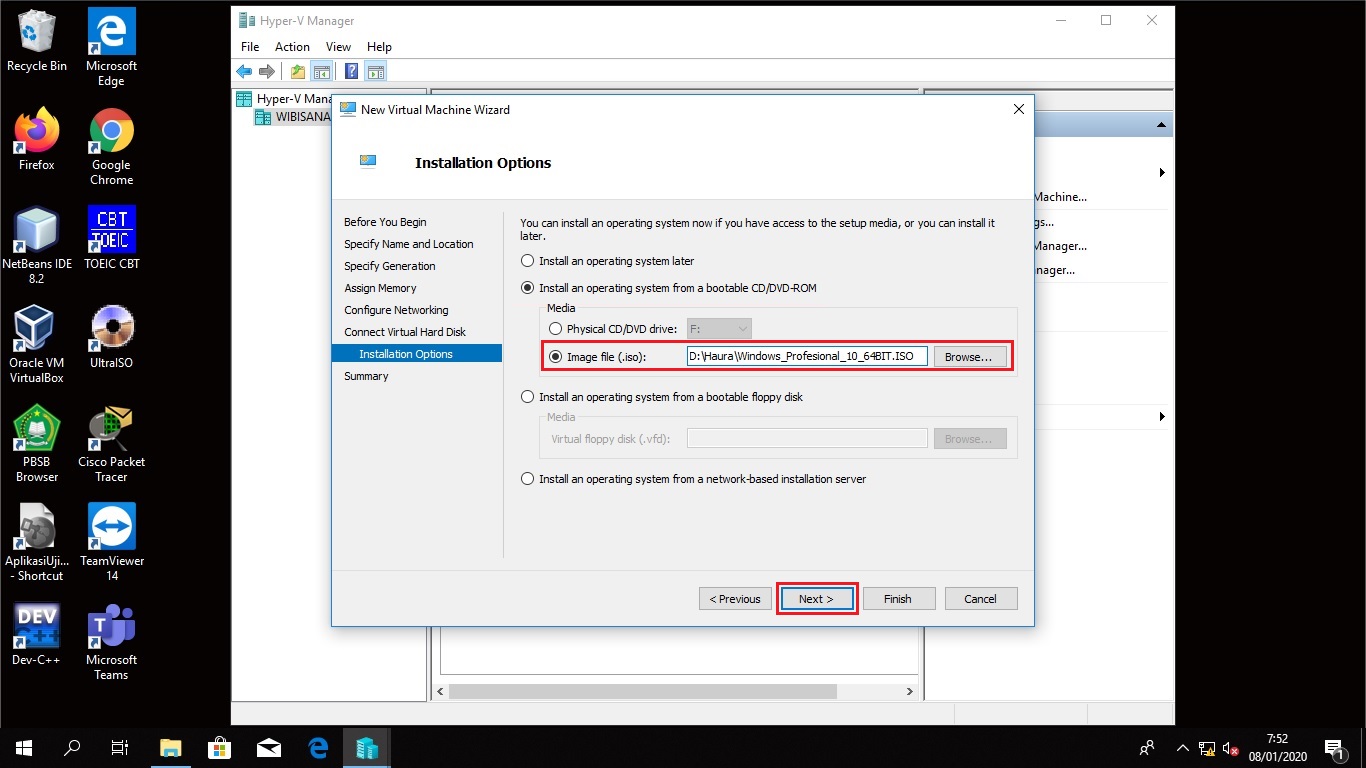 Recycle Bin
Microsoft
Edge
Firefox
Google
Chrome
NetBeans IDE
8.2
CBT
TOEIC
TOEIC CBT
Oracle VM
VirtualBox
UltraISO
PBSB
Browser
Cisco Packet
Tracer
AplikasiUji...
- Shortcut
TeamViewer
14
DEV
C++
Dev-C++
Microsoft
Teams
Hyper-V Manager
File Action View Help
Hyper-V Mana
WIBISANA
Machine...
gs...
Manager...
nager...
New Virtual Machine Wizard
Installation Options
Before You Begin
Specify Name and Location
Specify Generation
Assign Memory
Configure Networking
Connect Virtual Hard Disk
Installation Options
Summary
You can install an operating system now if you have access to the setup media, or you can install it
later.
Install an operating system later
Install an operating system from a bootable CD/DVD-ROM
Media
Physical CD/DVD drive: F:
Image file (.iso): D:\Haura\Windows_Profesional_10_64BIT.ISO Browse...
Install an operating system from a bootable floppy disk
Media
Virtual floppy disk (.vfd): Browse...
Install an operating system from a network-based installation server
< Previous Next > Finish Cancel
7:52
08/01/2020
1